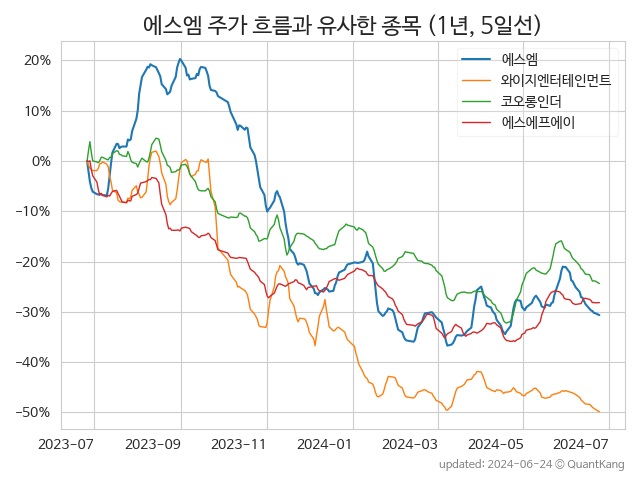 에스엠 주가 흐름과 유사한 종목 (1년, 5일선)
에스엠
와이지엔터테인먼트
코오롱인더
에스에프에이
20%
10%
0%
−10%
−20%
−30%
−40%
−50%
2023-07 2023-09 2023-11 2024-01 2024-03 2024-05 2024-07
updated: 2024-06-24 © QuantKang